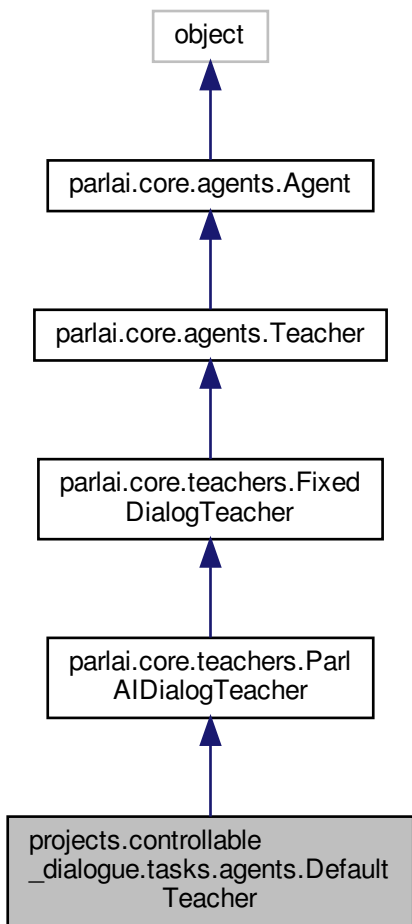 object
parlai.core.agents.Agent
parlai.core.agents.Teacher
parlai.core.teachers.Fixed
DialogTeacher
parlai.core.teachers.Parl
AIDialogTeacher
projects.controllable
_dialogue.tasks.agents.Default
Teacher